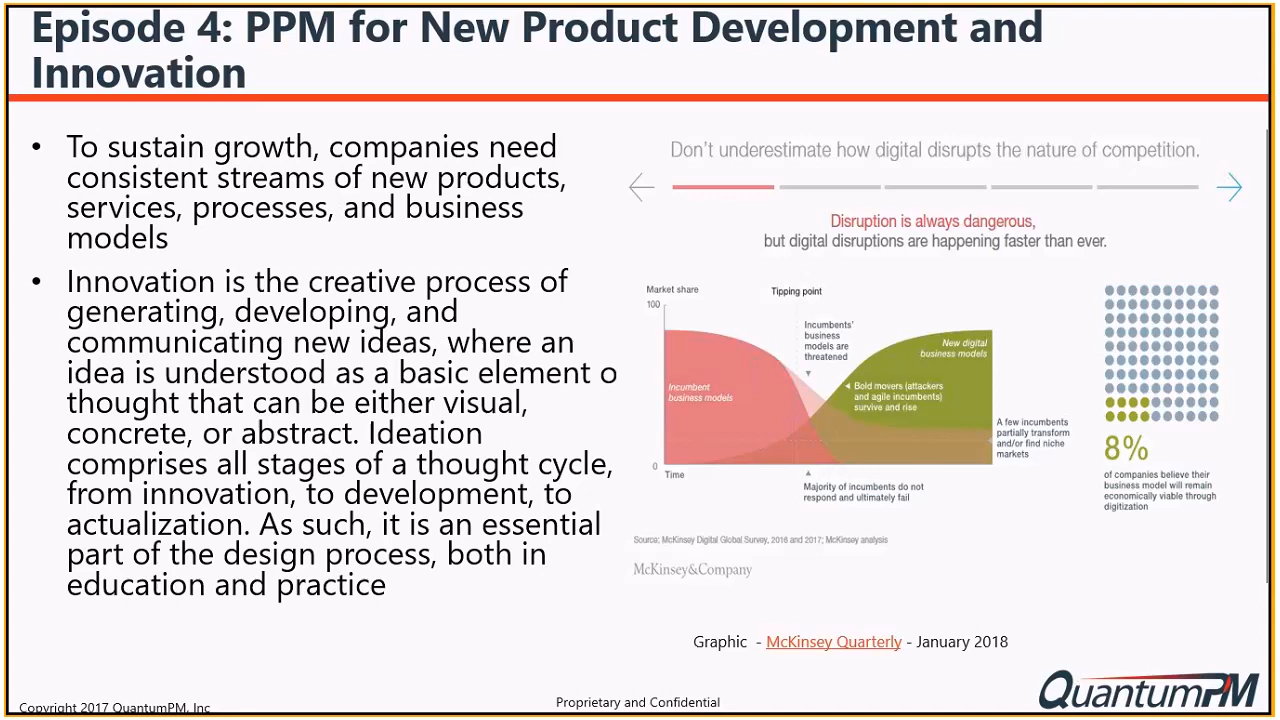 Episode 4: PPM for New Product Development and
Innovation
• To sustain growth, companies need
consistent streams of new products,
services, processes, and business
models
• Innovation is the creative process of
generating, developing, and
communicating new ideas, where an
idea is understood as a basic element o
thought that can be either visual,
concrete, or abstract. Ideation
comprises all stages of a thought cycle,
from innovation, to development, to
actualization. As such, it is an essential
part of the design process, both in
education and practice
Don't underestimate how digital disrupts the nature of competition.
Disruption is always dangerous,
but digital disruptions are happening faster than ever.
Market share
100
Tipping point
Incumbents'
business
models are
threatened
New digital
business models
Incumbent
business models
Bold movers (attackers
and agile incumbents)
survive and rise
A few incumbents
partially transform
and/or find niche
markets
0
Time
Majority of incumbents do not
respond and ultimately fail
8%
of companies believe their
business model will remain
economically viable through
digitization
Source; McKinsey Digital Global Survey, 2016 and 2017; McKinsey analysis
McKinsey&Company
Graphic - McKinsey Quarterly - January 2018
Copyright 2017 QuantumPM, Inc
Proprietary and Confidential
QuantumPM